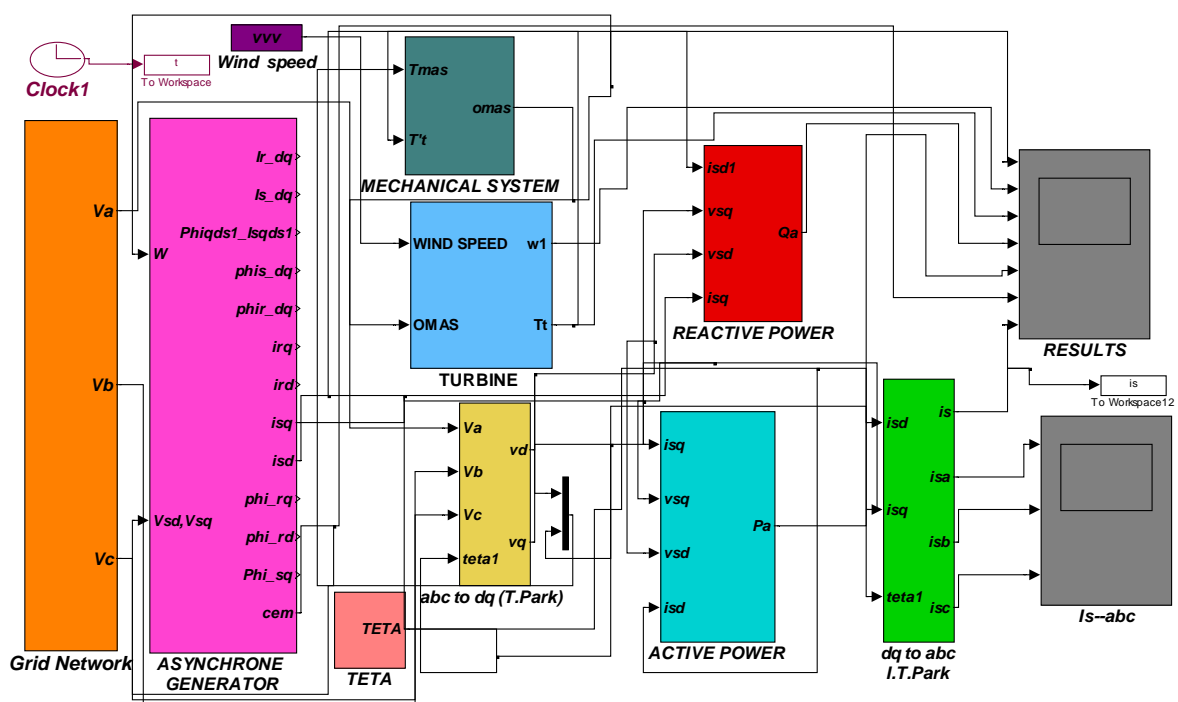 vvv
Wind speed
t
To Workspace
Clock1
Tmas
omas
T't
MECHANICAL SYSTEM
Va
Vb
Vc
Grid Network
W
Vsd,Vsq
Ir_dq
Is_dq
Phiqds1_Isqds1
phis_dq
phir_dq
irq
ird
isq
isd
phi_rq
phi_rd
Phi_sq
cem
ASYNCHRONE
GENERATOR
WIND SPEED
w1
OMAS
Tt
TURBINE
Va
vd
Vb
Vc
vq
teta1
abc to dq (T.Park)
TETA
TETA
isd1
vsq
Qa
vsd
isq
REACTIVE POWER
isq
vsq
Pa
vsd
isd
ACTIVE POWER
isd
is
isa
isq
isb
teta1
isc
dq to abc
I.T.Park
RESULTS
is
To Workspace12
Is--abc